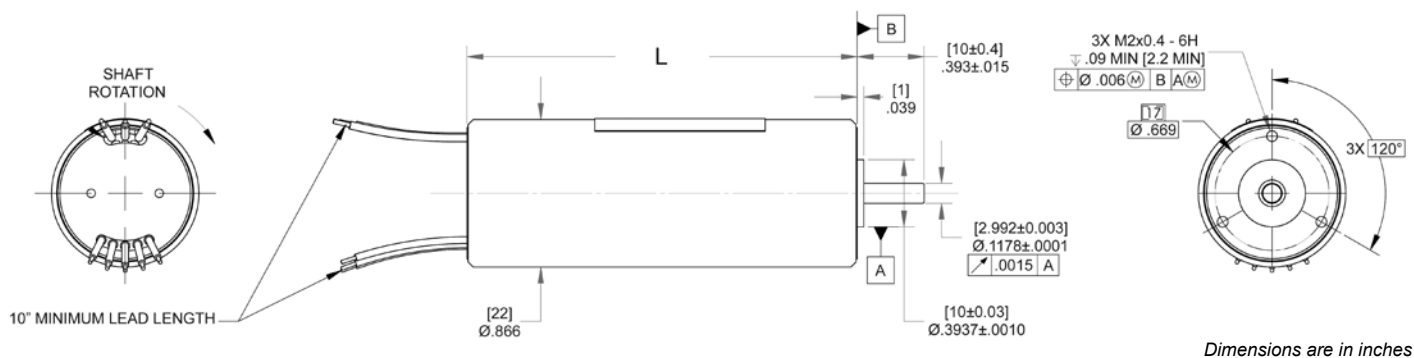 SHAFT
ROTATION
10" MINIMUM LEAD LENGTH
L
B
[10±0.4]
.393±.015
[1]
.039
[22]
Ø.866
[2.992±0.003]
Ø.1178±.0001
.0015 A
A
[10±0.03]
Ø.3937±.0010
3X M2x0.4 - 6H
↧ .09 MIN [2.2 MIN]
⌖ Ø .006Ⓜ B AⓂ
17
Ø .669
3X 120°
Dimensions are in inches